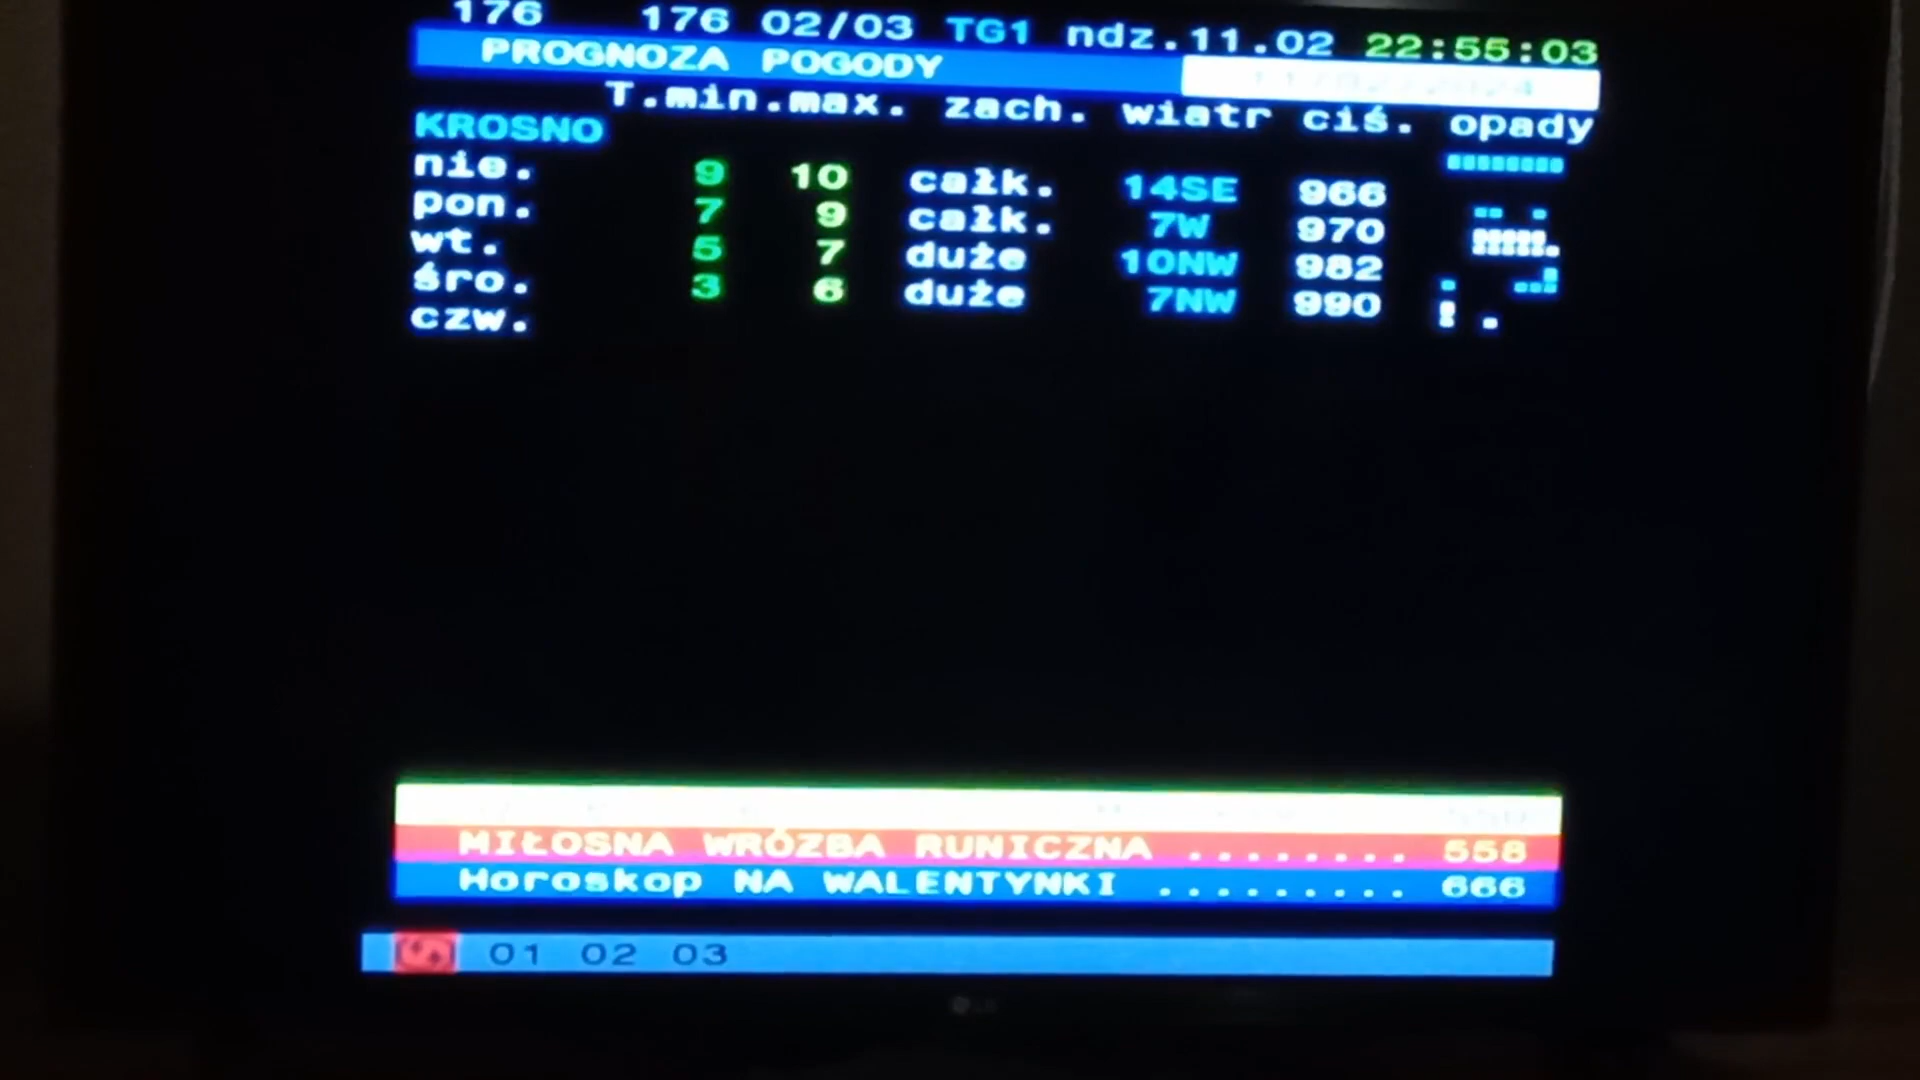 176 176 02/03 TG1 ndz.11.02 22:55:03
PROGNOZA POGODY
T.min.max. zach. wiatr ciś. opady
KROSNO
nie. 9 10 całk. 14SE 966
pon. 7 9 całk. 7W 970
wt. 5 7 duże 10NW 982
śro. 3 6 duże 7NW 990
czw.
MIŁOSNA WRÓŻBA RUNICZNA ........ 558
Horoskop NA WALENTYNKI ......... 666
01 02 03